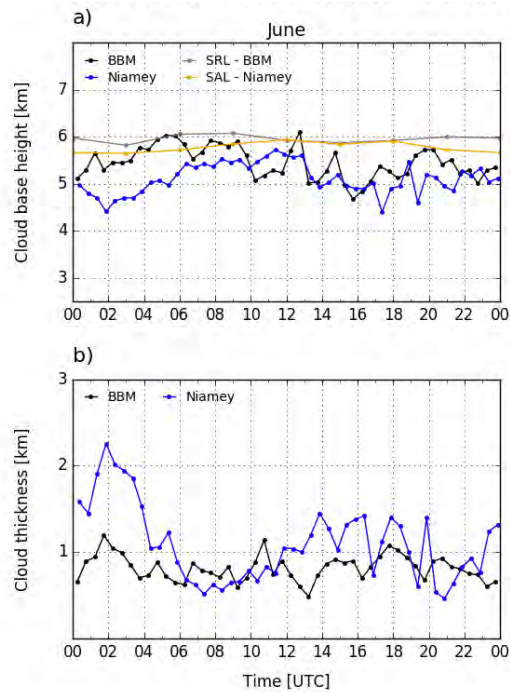 a)
June
BBM
Niamey
SRL - BBM
SAL - Niamey
Cloud base height [km]
7
6
5
4
3
00 02 04 06 08 10 12 14 16 18 20 22 00
b)
BBM
Niamey
Cloud thickness [km]
3
2
1
0
00 02 04 06 08 10 12 14 16 18 20 22 00
Time [UTC]